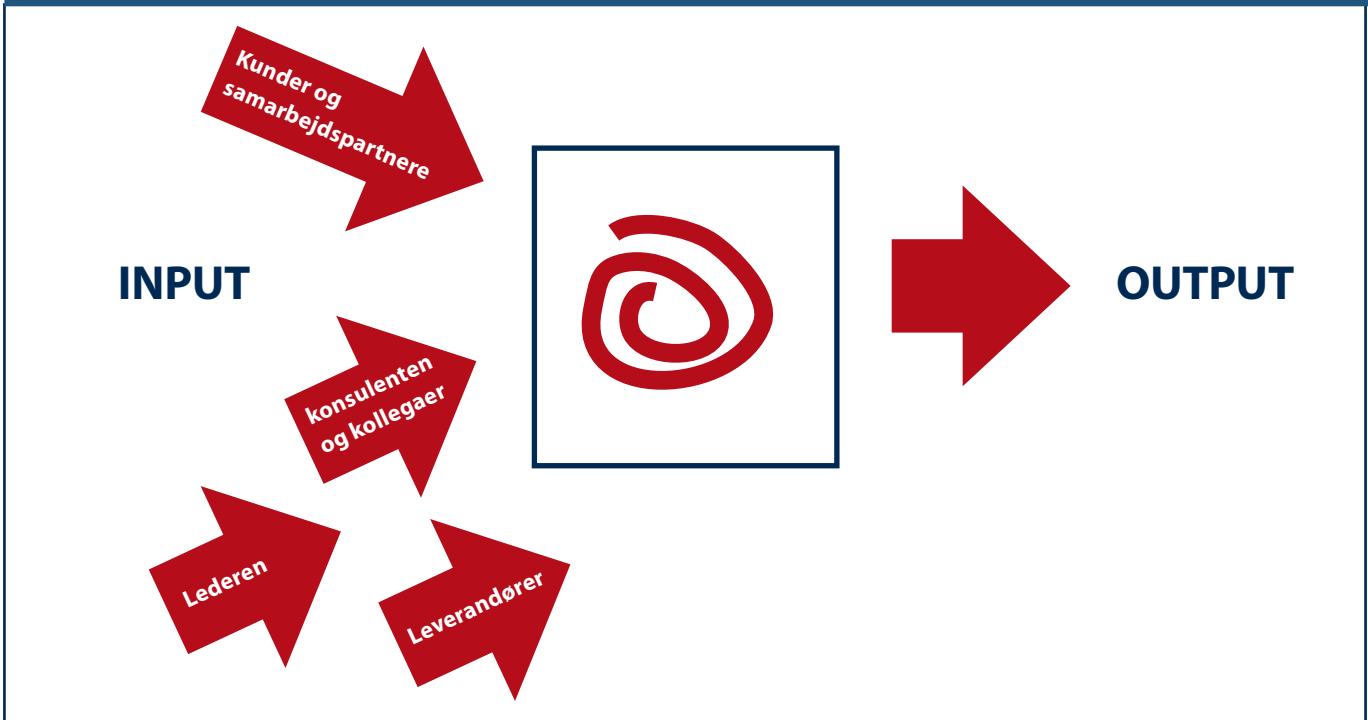 Kunder og
samarbejdspartnere
INPUT
OUTPUT
konsulenten
og kollegaer
Lederen
Leverandører